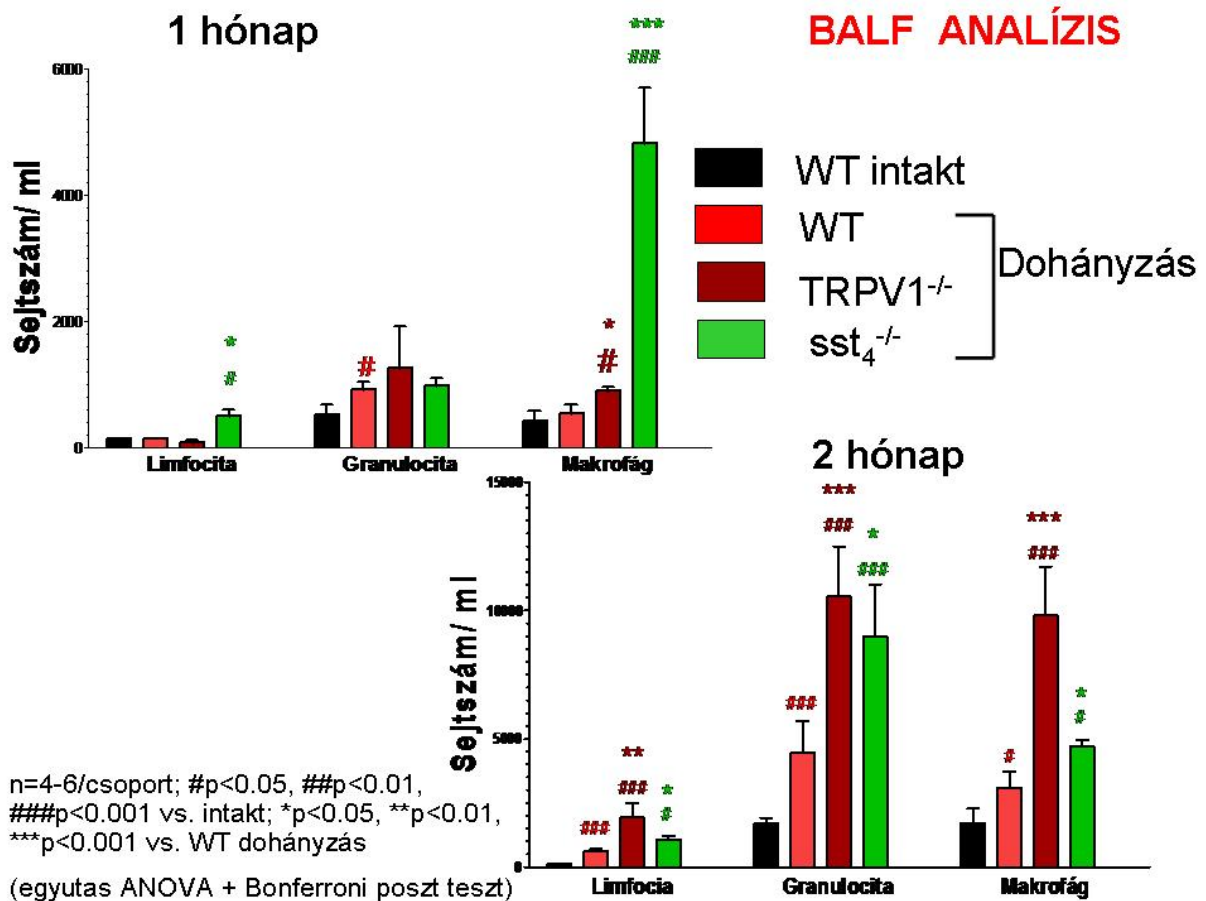 1 hónap
BALF ANALÍZIS
***
###
6000
4000
2000
0
Sejtszám/ ml
*
#
#
*
#
Limfocita Granulocita Makrofág
WT intakt
WT
TRPV1-/-
sst4-/-
Dohányzás
2 hónap
15000
10000
5000
0
Sejtszám/ ml
###
**
###
*
#
###
***
###
*
###
#
***
###
*
#
Limfocia Granulocita Makrofág
n=4-6/csoport; #p<0.05, ##p<0.01,
###p<0.001 vs. intakt; *p<0.05, **p<0.01,
***p<0.001 vs. WT dohányzás
(egyutas ANOVA + Bonferroni poszt teszt)